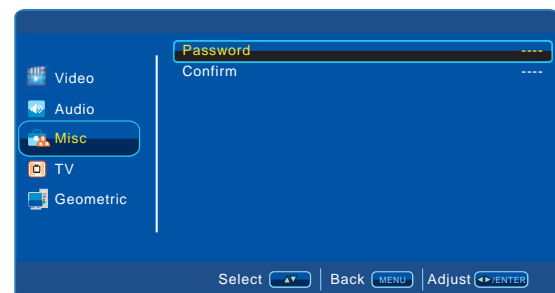 Password ----
Confirm ----
Video
Audio
Misc
TV
Geometric
Select ▲▼ Back MENU Adjust ◄►/ENTER